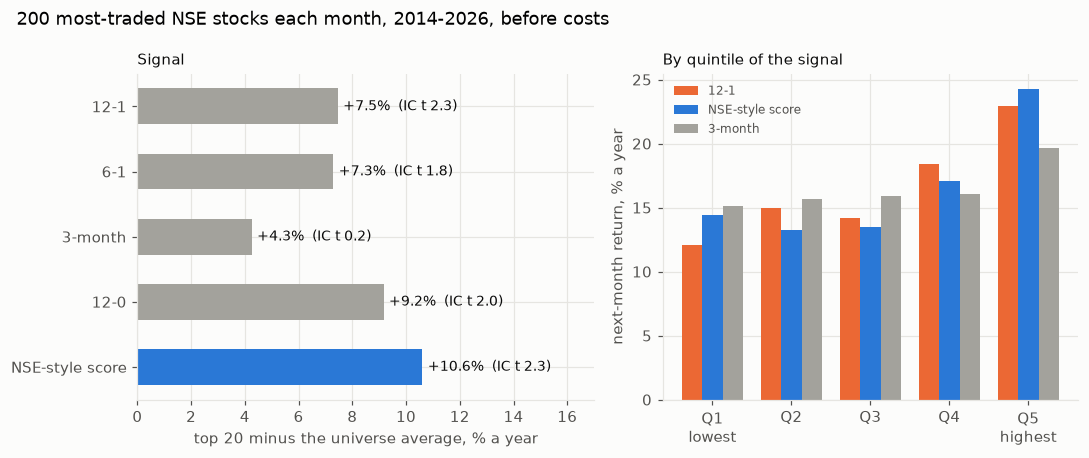 200 most-traded NSE stocks each month, 2014-2026, before costs
Signal
12-1
+7.5% (IC t 2.3)
6-1
+7.3% (IC t 1.8)
3-month
+4.3% (IC t 0.2)
12-0
+9.2% (IC t 2.0)
NSE-style score
+10.6% (IC t 2.3)
0 2 4 6 8 10 12 14 16
top 20 minus the universe average, % a year
By quintile of the signal
12-1
NSE-style score
3-month
next-month return, % a year
25
20
15
10
5
0
Q1 Q2 Q3 Q4 Q5
lowest highest